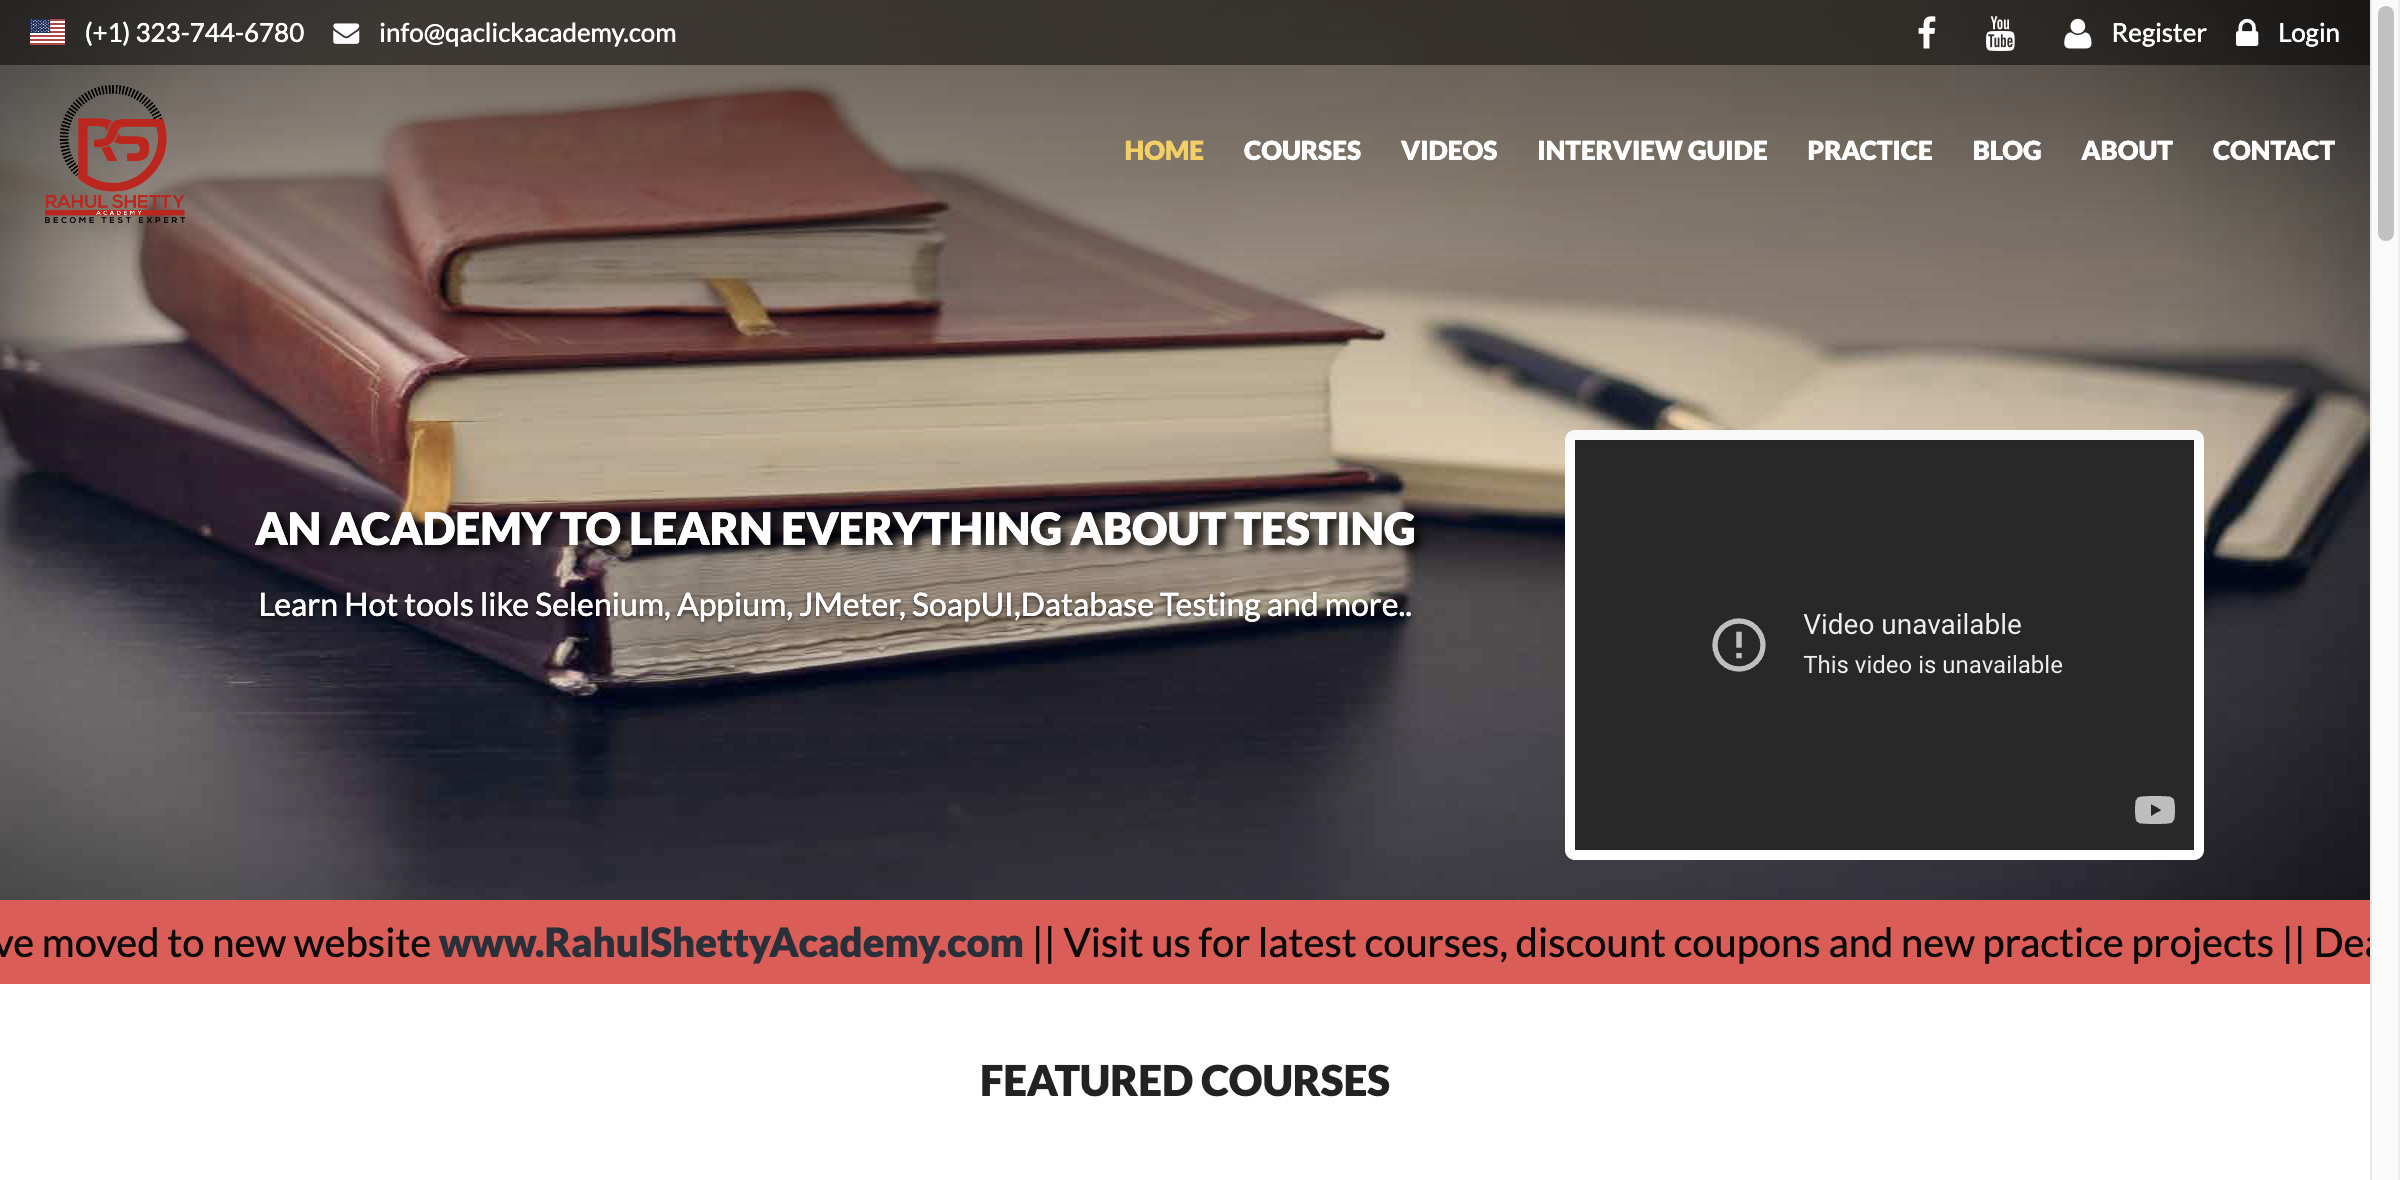 (+1) 323-744-6780 info@qaclickacademy.com
You
Tube
Register Login
RS
RAHUL SHETTY
ACADEMY
BECOME TEST EXPERT
HOME COURSES VIDEOS INTERVIEW GUIDE PRACTICE BLOG ABOUT CONTACT
AN ACADEMY TO LEARN EVERYTHING ABOUT TESTING
Learn Hot tools like Selenium, Appium, JMeter, SoapUI,Database Testing and more..
Video unavailable
This video is unavailable
ve moved to new website www.RahulShettyAcademy.com || Visit us for latest courses, discount coupons and new practice projects || Dea
FEATURED COURSES